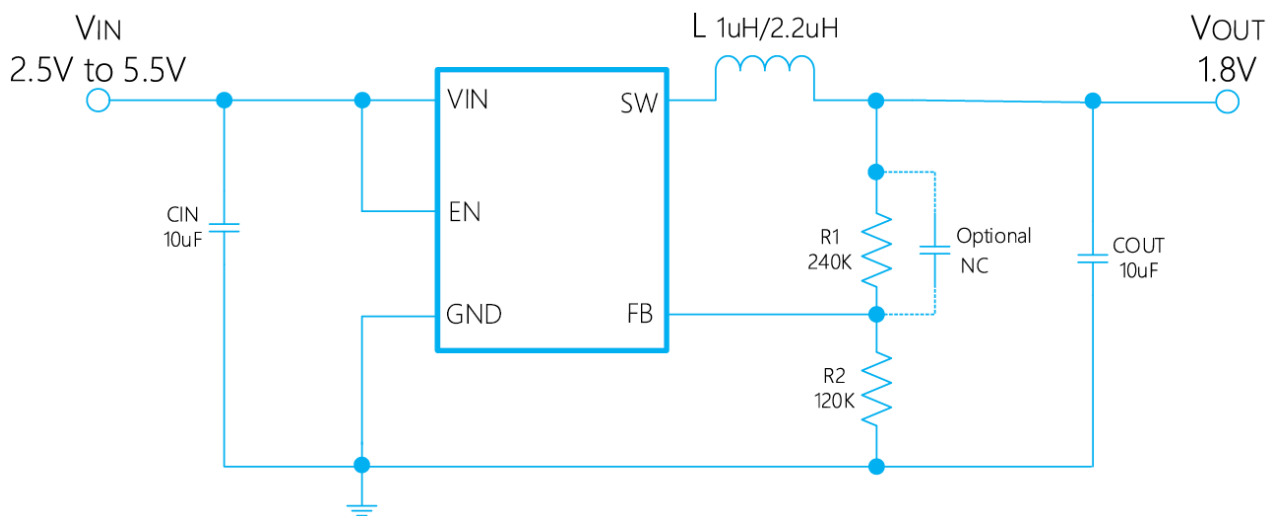 VIN
2.5V to 5.5V
L 1uH/2.2uH
VOUT
1.8V
VIN
SW
CIN
10uF
EN
R1
240K
Optional
NC
COUT
10uF
GND
FB
R2
120K